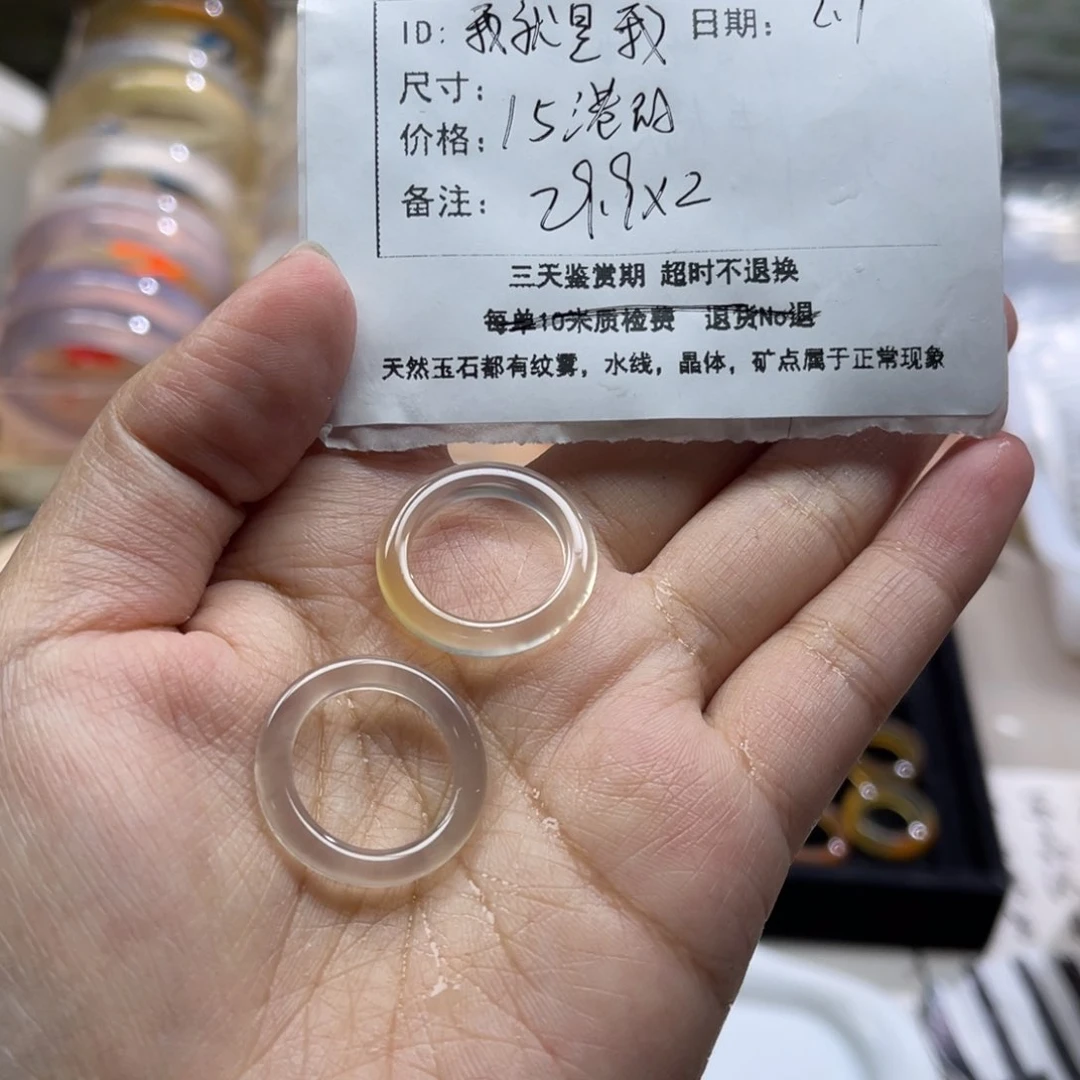 ID: 我就是我 日期: 2.1
尺寸:
价格: 15港码
备注: 29.9x2
三天鉴赏期 超时不退换
每单10米质检费 退货No退
天然玉石都有纹雾，水线，晶体，矿点属于正常现象